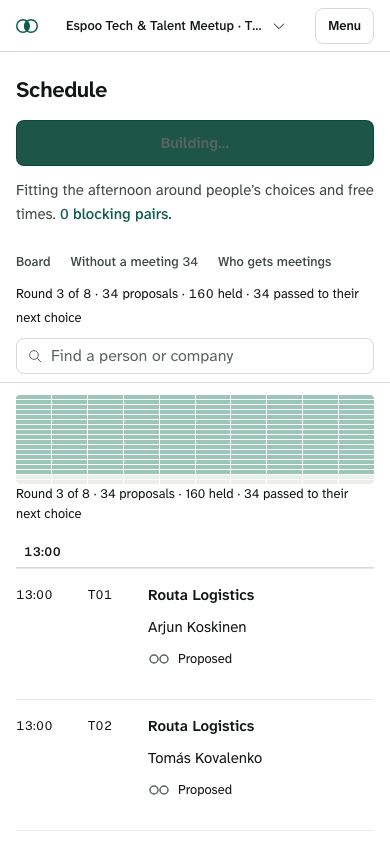 Espoo Tech & Talent Meetup · T...
Menu
Schedule
Building...
Fitting the afternoon around people's choices and free
times. 0 blocking pairs.
Board Without a meeting 34 Who gets meetings
Round 3 of 8 · 34 proposals · 160 held · 34 passed to their
next choice
Find a person or company
Round 3 of 8 · 34 proposals · 160 held · 34 passed to their
next choice
13:00
13:00 T01 Routa Logistics
Arjun Koskinen
Proposed
13:00 T02 Routa Logistics
Tomás Kovalenko
Proposed